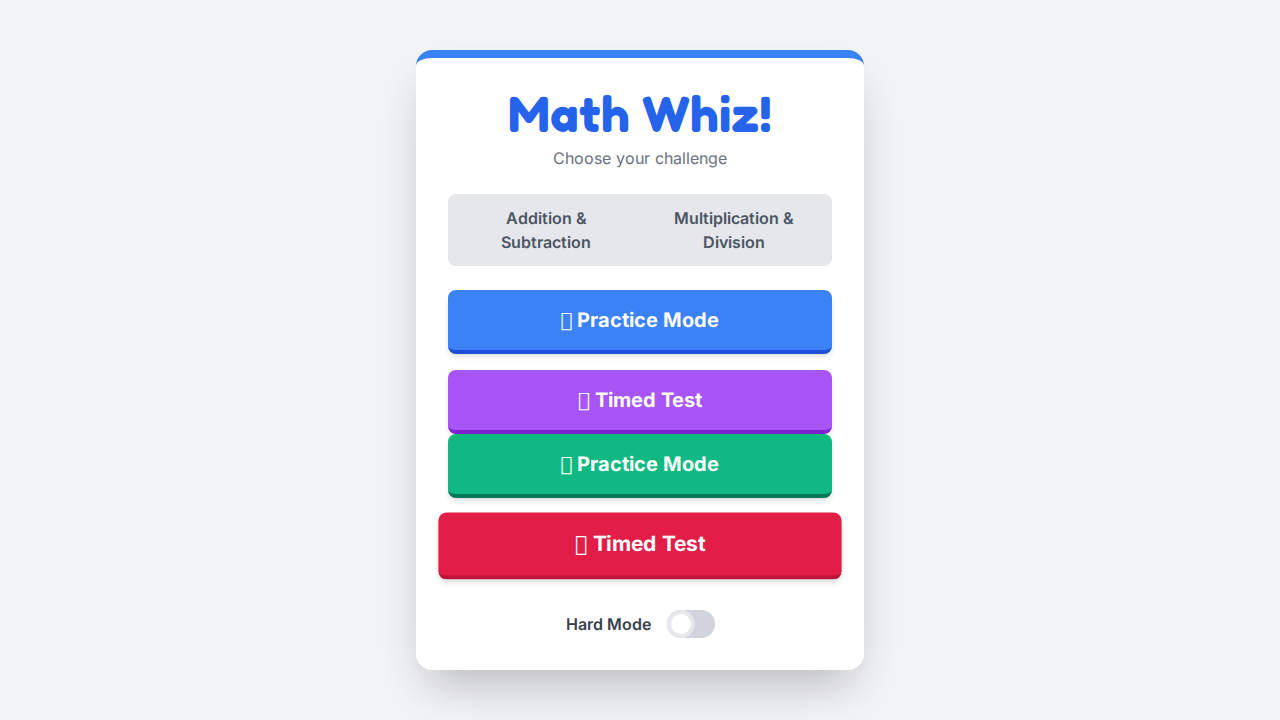 Math Whiz!
Choose your challenge
Addition &
Subtraction
Multiplication &
Division
Practice Mode
Timed Test
Practice Mode
Timed Test
Hard Mode